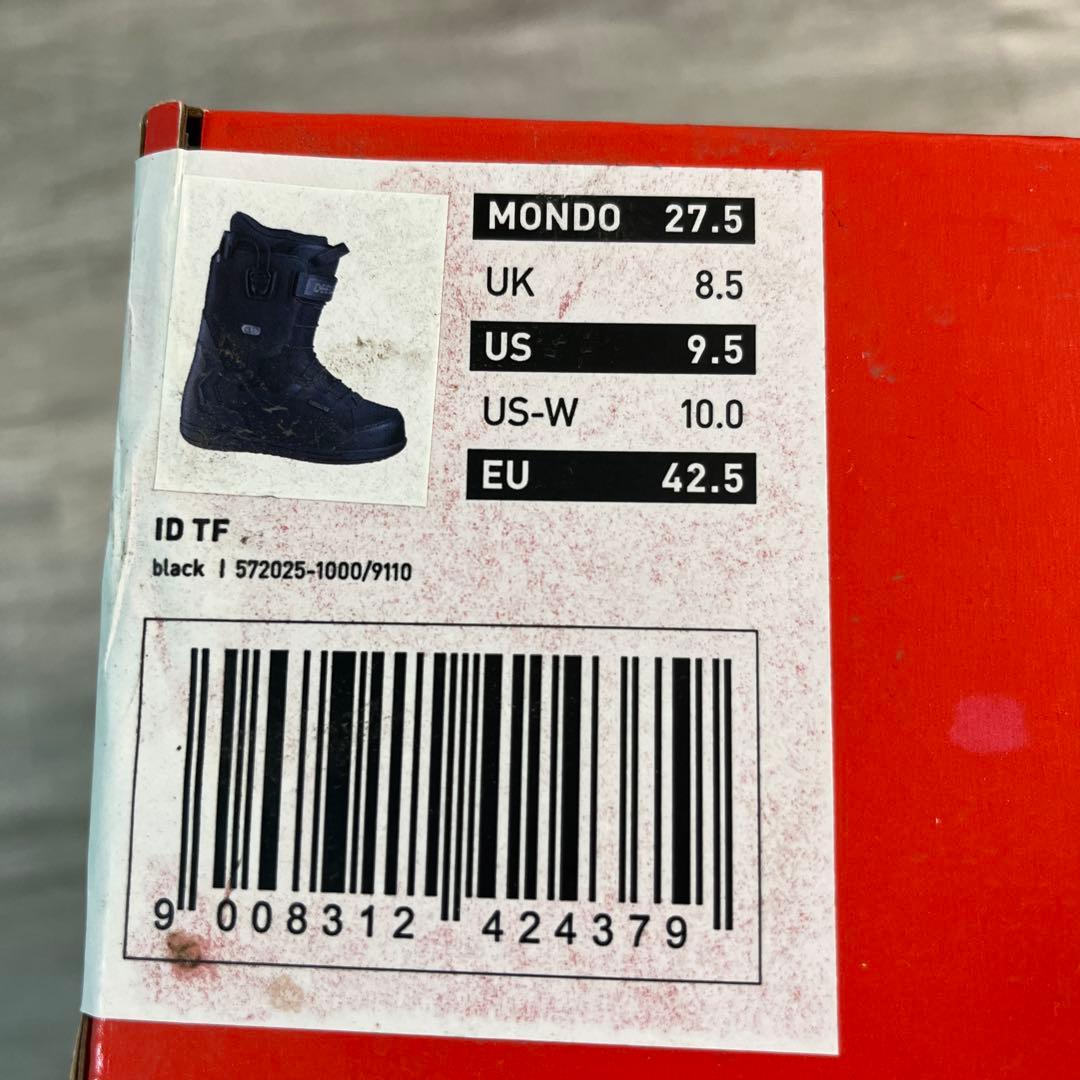 MONDO 27.5
UK 8.5
US 9.5
US-W 10.0
EU 42.5
ID TF
black | 572025-1000/9110
9 008312 424379